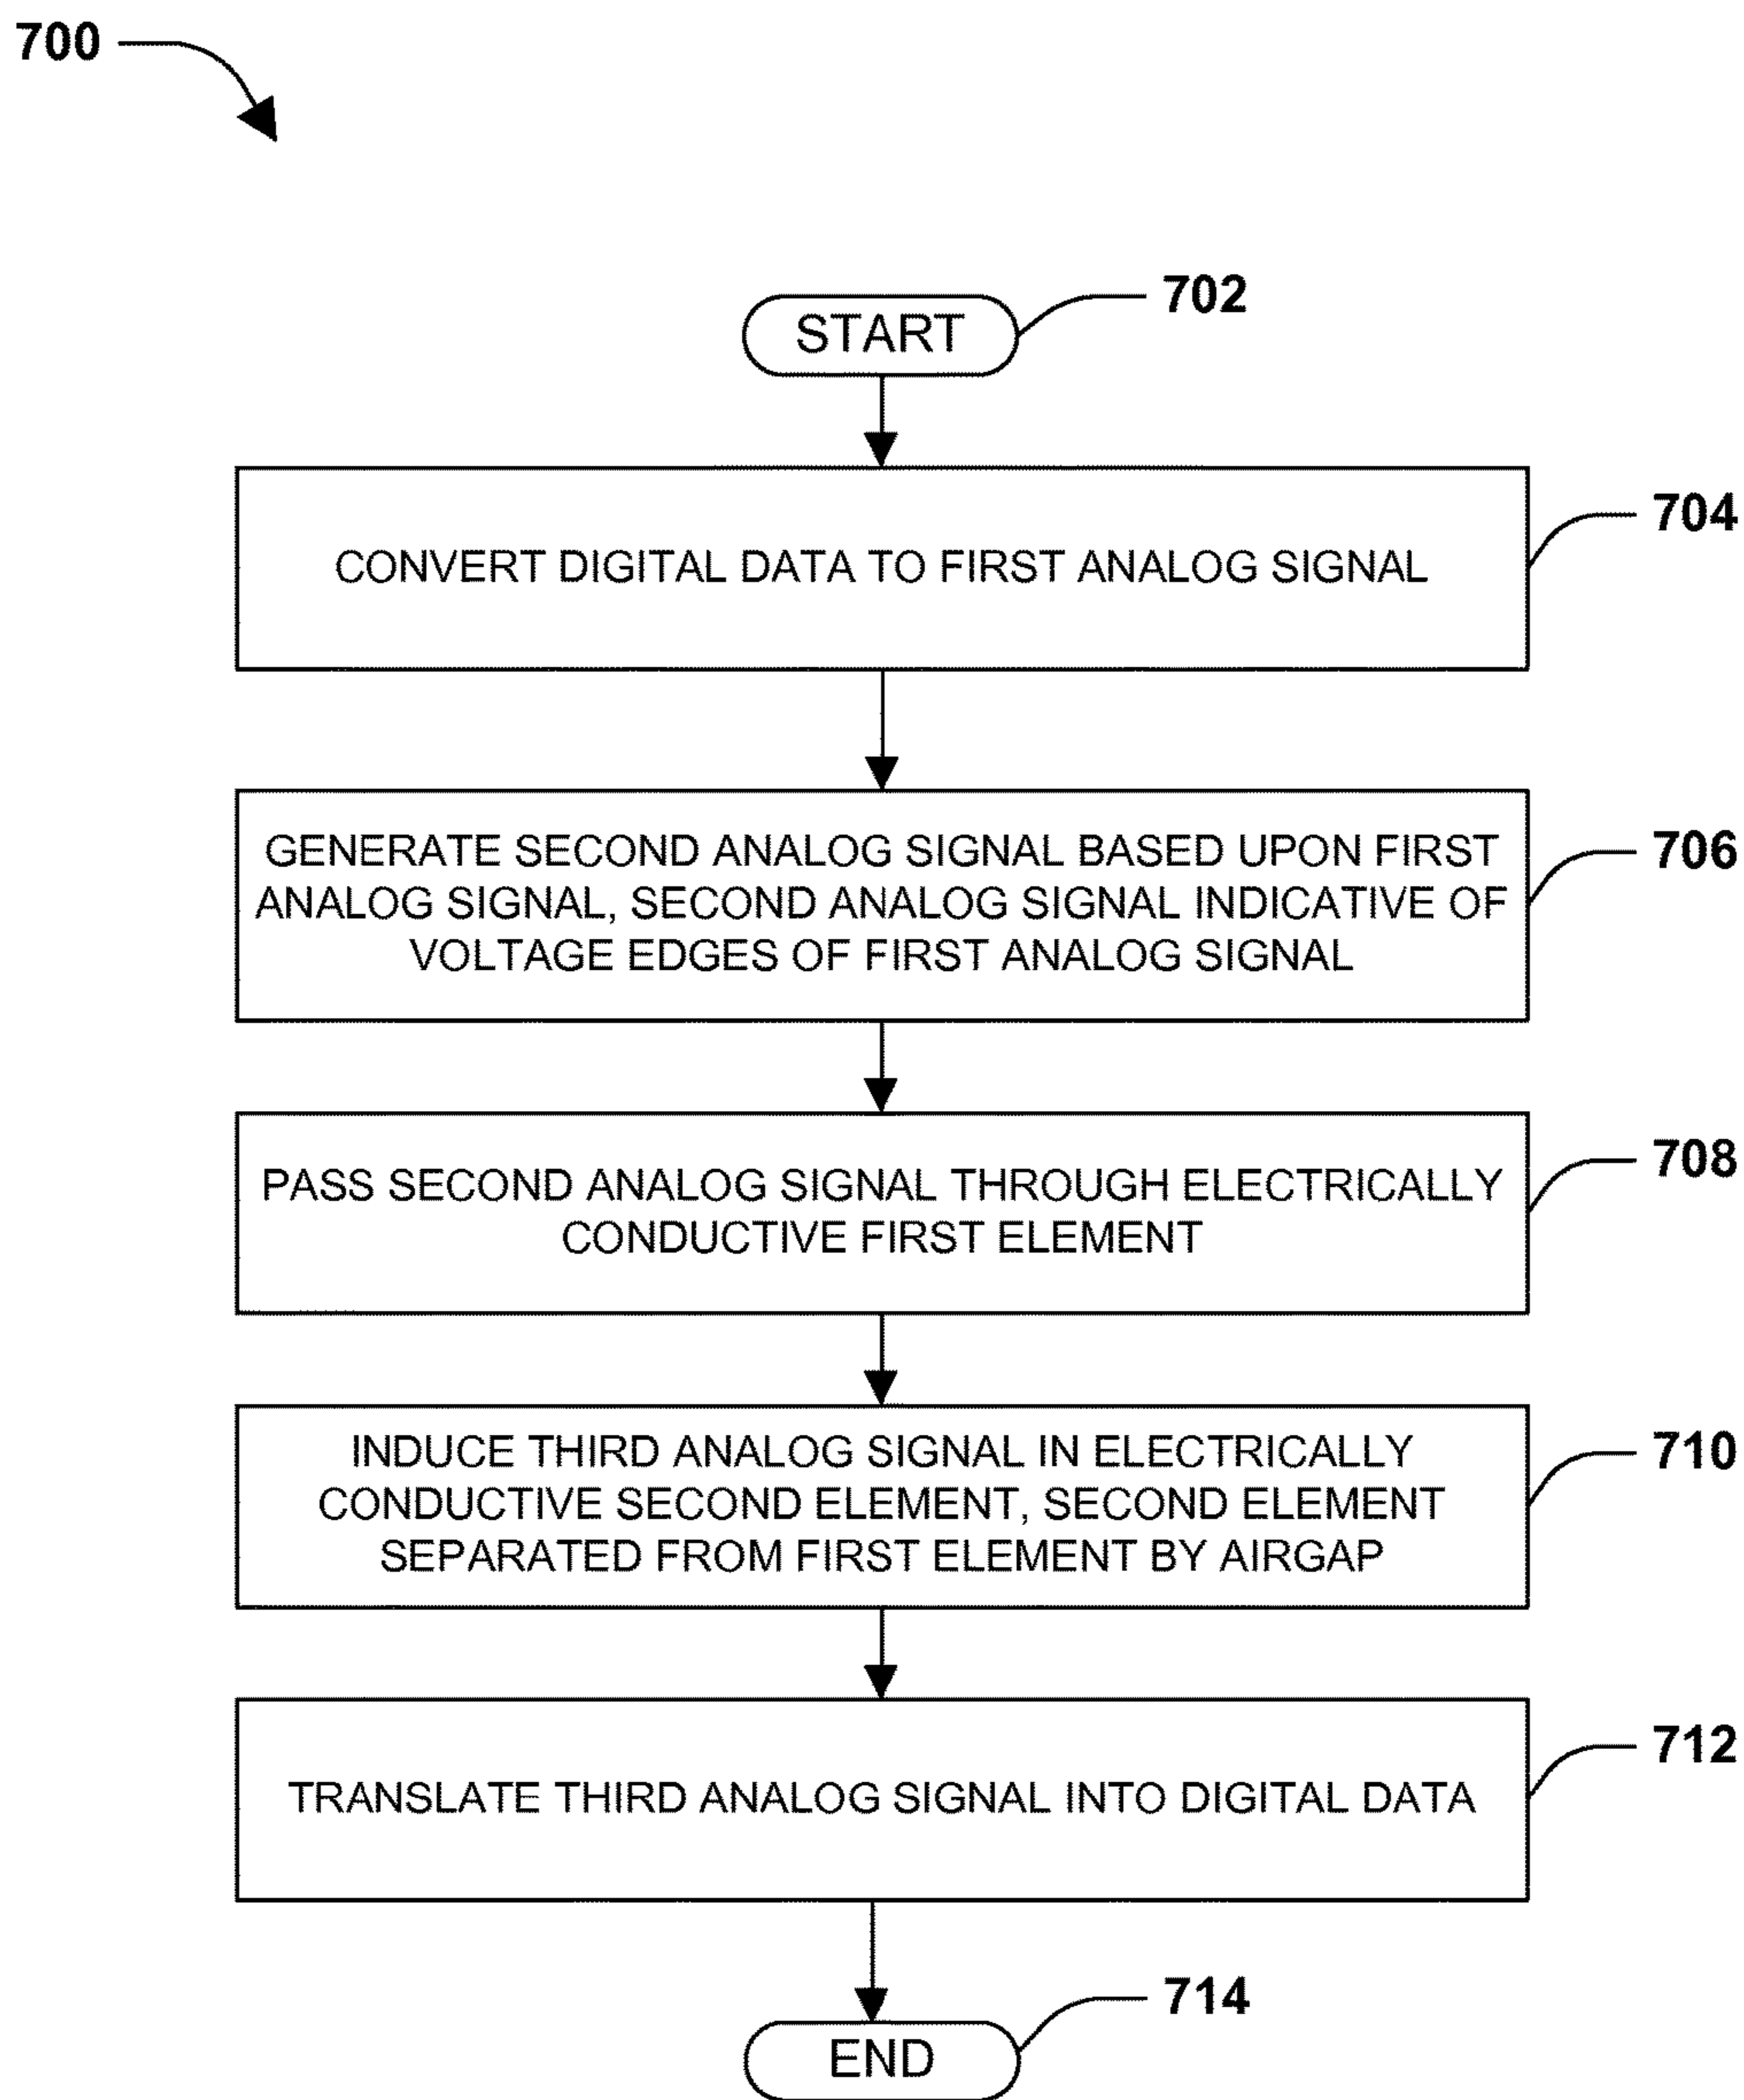 700
702
START
704
CONVERT DIGITAL DATA TO FIRST ANALOG SIGNAL
706
GENERATE SECOND ANALOG SIGNAL BASED UPON FIRST
ANALOG SIGNAL, SECOND ANALOG SIGNAL INDICATIVE OF
VOLTAGE EDGES OF FIRST ANALOG SIGNAL
708
PASS SECOND ANALOG SIGNAL THROUGH ELECTRICALLY
CONDUCTIVE FIRST ELEMENT
710
INDUCE THIRD ANALOG SIGNAL IN ELECTRICALLY
CONDUCTIVE SECOND ELEMENT, SECOND ELEMENT
SEPARATED FROM FIRST ELEMENT BY AIRGAP
712
TRANSLATE THIRD ANALOG SIGNAL INTO DIGITAL DATA
714
END